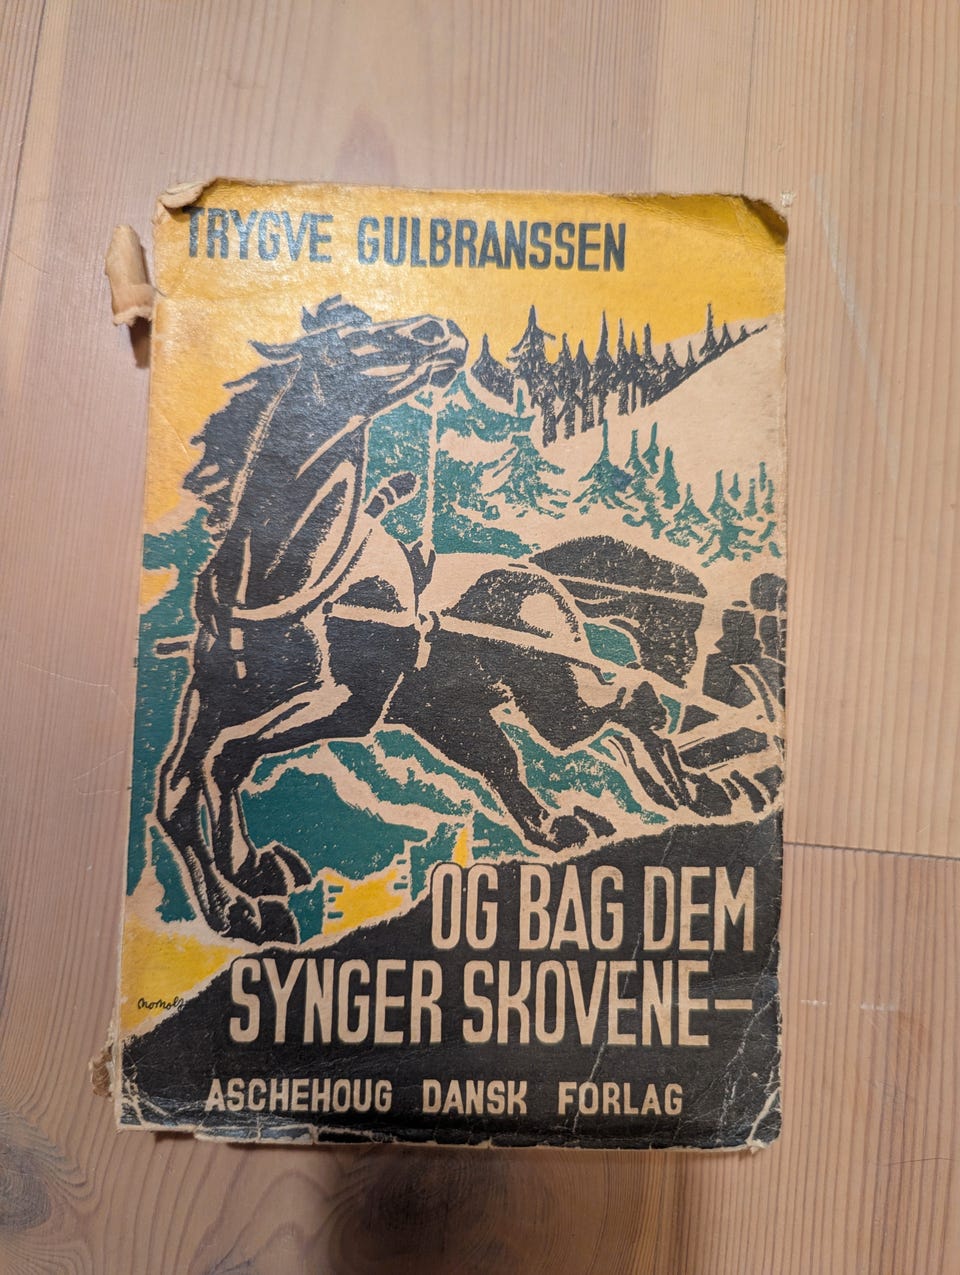 TRYGVE GULBRANSSEN
OG BAG DEM
SYNGER SKOVENE—
ASCHEHOUG DANSK FORLAG